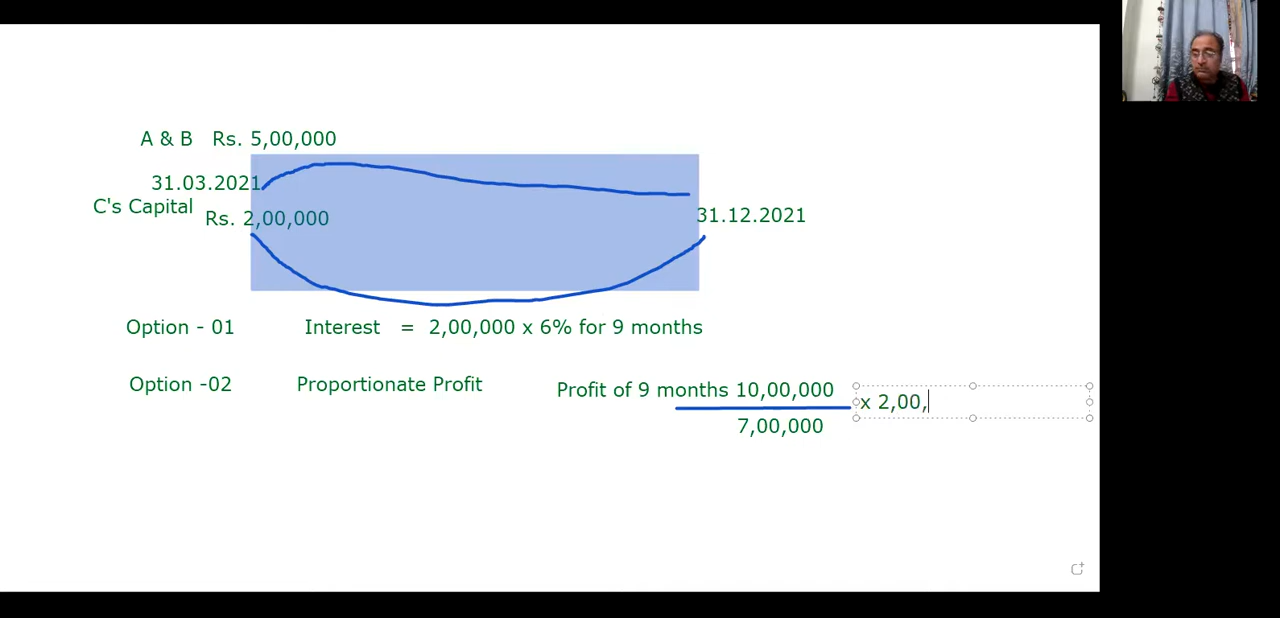 A & B Rs. 5,00,000
31.03.2021
C's Capital
Rs. 2,00,000
31.12.2021
Option - 01 Interest = 2,00,000 x 6% for 9 months
Option -02 Proportionate Profit Profit of 9 months 10,00,000 x 2,00,
7,00,000